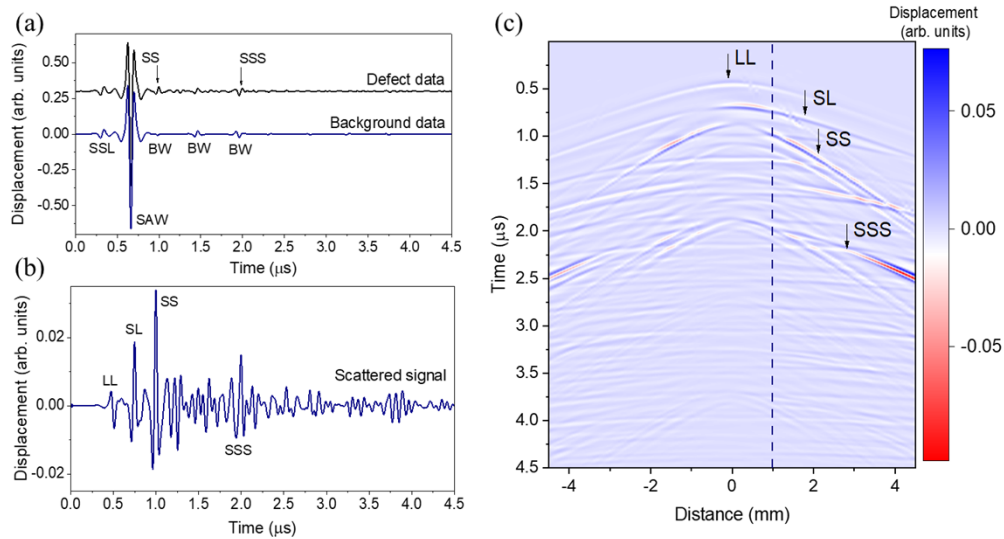 (a)
Displacement (arb. units)
0.50
0.25
0.00
-0.25
-0.50
SS
SSS
Defect data
Background data
SSL
BW
BW
BW
SAW
0.0
0.5
1.0
1.5
2.0
2.5
3.0
3.5
4.0
4.5
Time (μs)
(b)
Displacement (arb. units)
0.02
0.00
-0.02
LL
SL
SS
SSS
Scattered signal
0.0
0.5
1.0
1.5
2.0
2.5
3.0
3.5
4.0
4.5
Time (μs)
(c)
Time (μs)
0.5
1.0
1.5
2.0
2.5
3.0
3.5
4.0
4.5
LL
SL
SS
SSS
-4
-2
0
2
4
Distance (mm)
Displacement
(arb. units)
0.05
0.00
-0.05